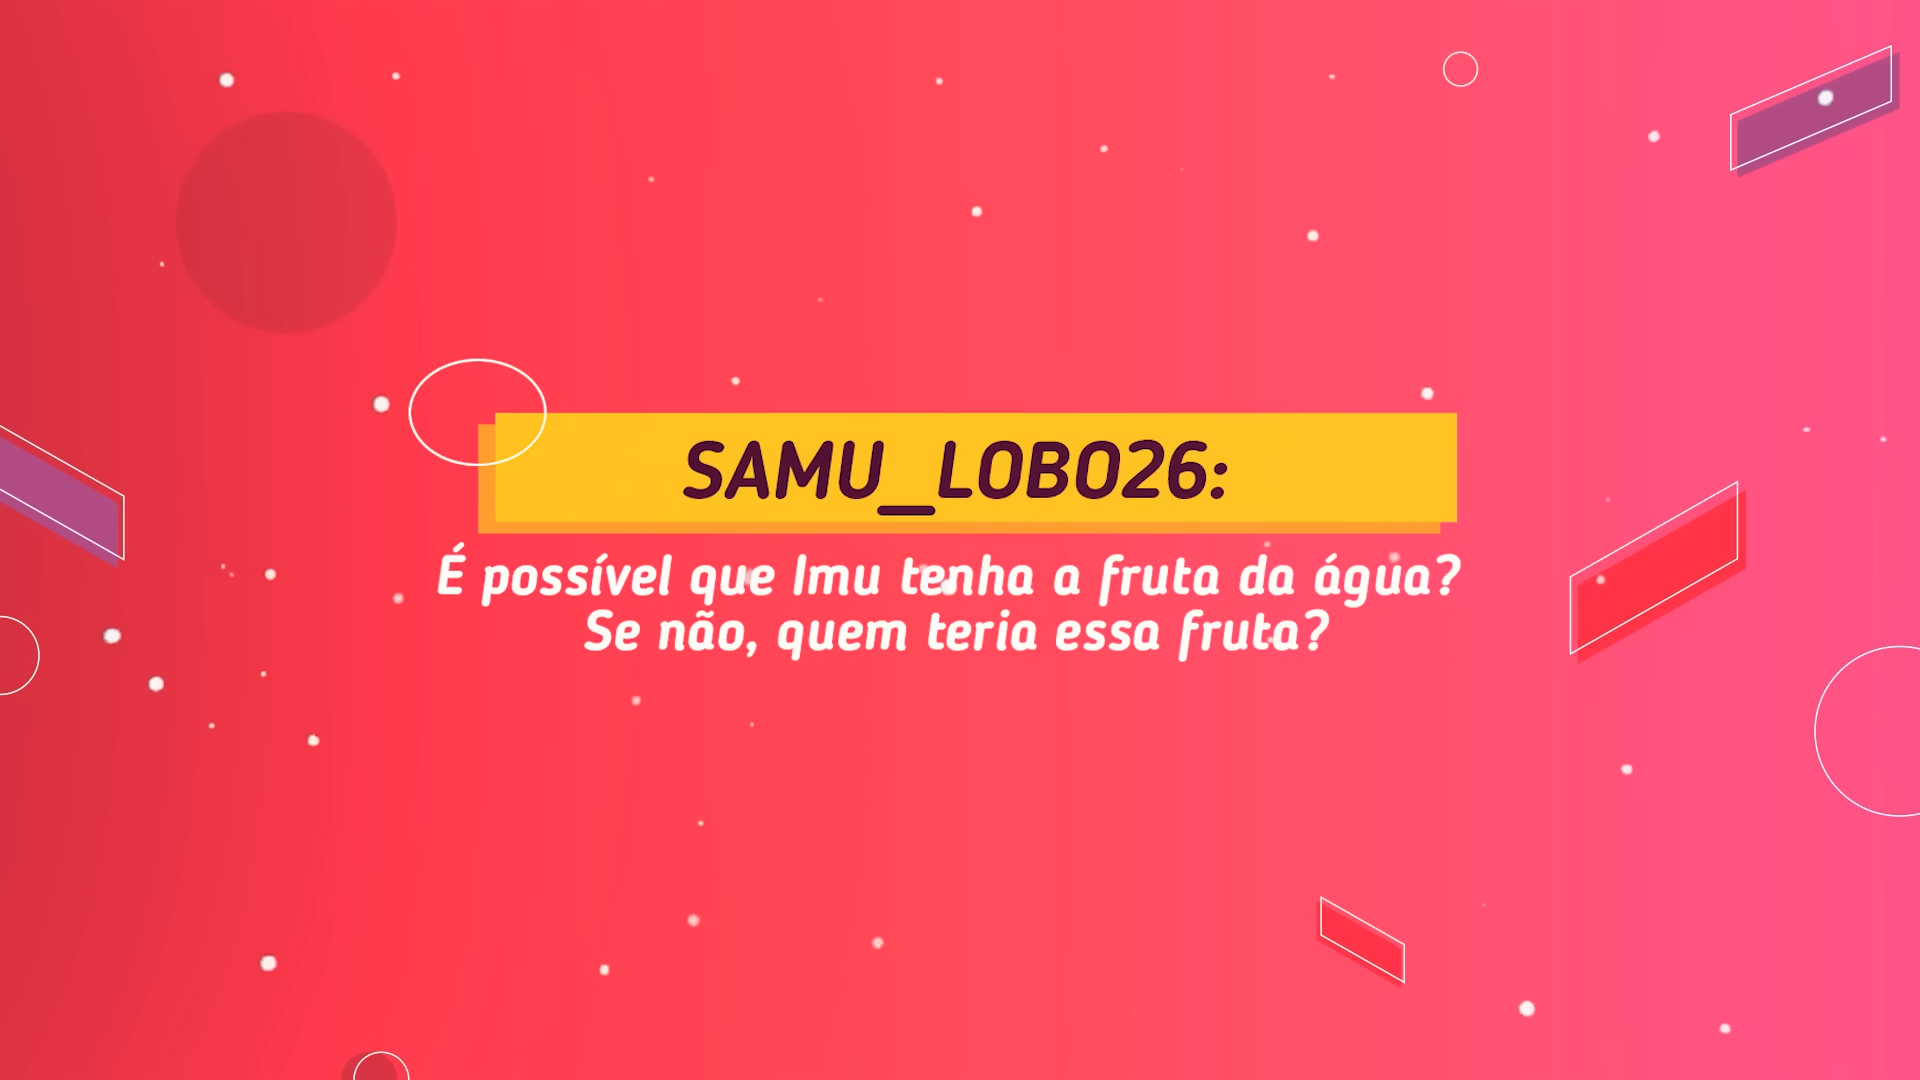 SAMU_LOBO26:
É possível que Imu tenha a fruta da água?
Se não, quem teria essa fruta?